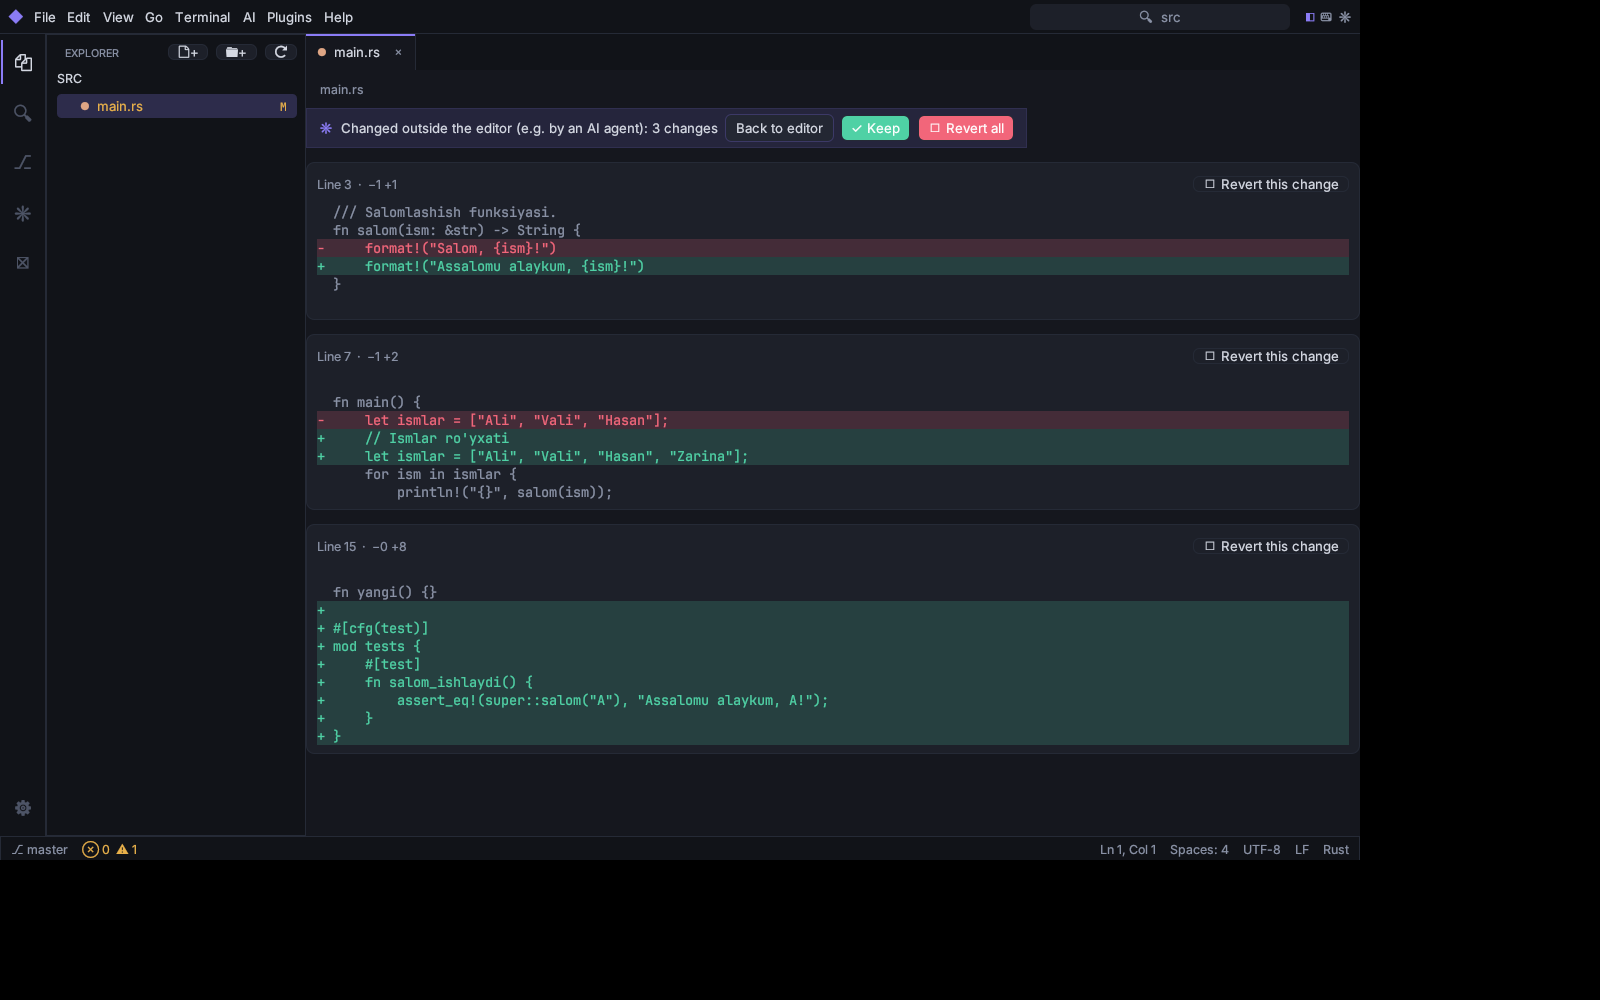 File Edit View Go Terminal AI Plugins Help
src
EXPLORER
SRC
main.rs M
main.rs ×
main.rs
Changed outside the editor (e.g. by an AI agent): 3 changes Back to editor ✓ Keep Revert all
Line 3 · −1 +1 Revert this change
/// Salomlashish funksiyasi.
fn salom(ism: &str) -> String {
- format!("Salom, {ism}!")
+ format!("Assalomu alaykum, {ism}!")
}
Line 7 · −1 +2 Revert this change
fn main() {
- let ismlar = ["Ali", "Vali", "Hasan"];
+ // Ismlar ro'yxati
+ let ismlar = ["Ali", "Vali", "Hasan", "Zarina"];
for ism in ismlar {
println!("{}", salom(ism));
Line 15 · −0 +8 Revert this change
fn yangi() {}
+
+ #[cfg(test)]
+ mod tests {
+ #[test]
+ fn salom_ishlaydi() {
+ assert_eq!(super::salom("A"), "Assalomu alaykum, A!");
+ }
+ }
master 0 1 Ln 1, Col 1 Spaces: 4 UTF-8 LF Rust